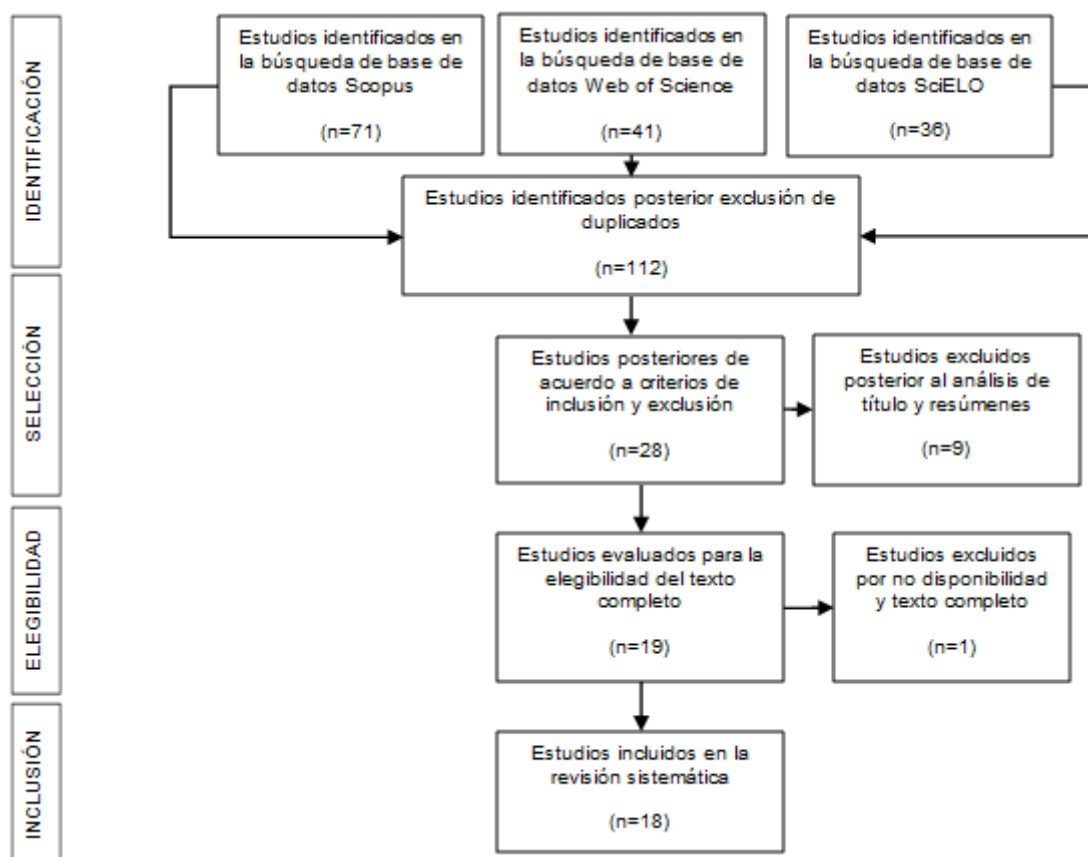 IDENTIFICACIÓN
Estudios identificados en
la búsqueda de base de
datos Scopus
(n=71)
Estudios identificados en
la búsqueda de base de
datos Web of Science
(n=41)
Estudios identificados en
la búsqueda de base de
datos SciELO
(n=36)
Estudios identificados posterior exclusión de
duplicados
(n=112)
SELECCIÓN
Estudios posteriores de
acuerdo a criterios de
inclusión y exclusión
(n=28)
Estudios excluidos
posterior al análisis de
título y resúmenes
(n=9)
ELEGIBILIDAD
Estudios evaluados para la
elegibilidad del texto
completo
(n=19)
Estudios excluidos
por no disponibilidad
y texto completo
(n=1)
INCLUSIÓN
Estudios incluidos en la
revisión sistemática
(n=18)